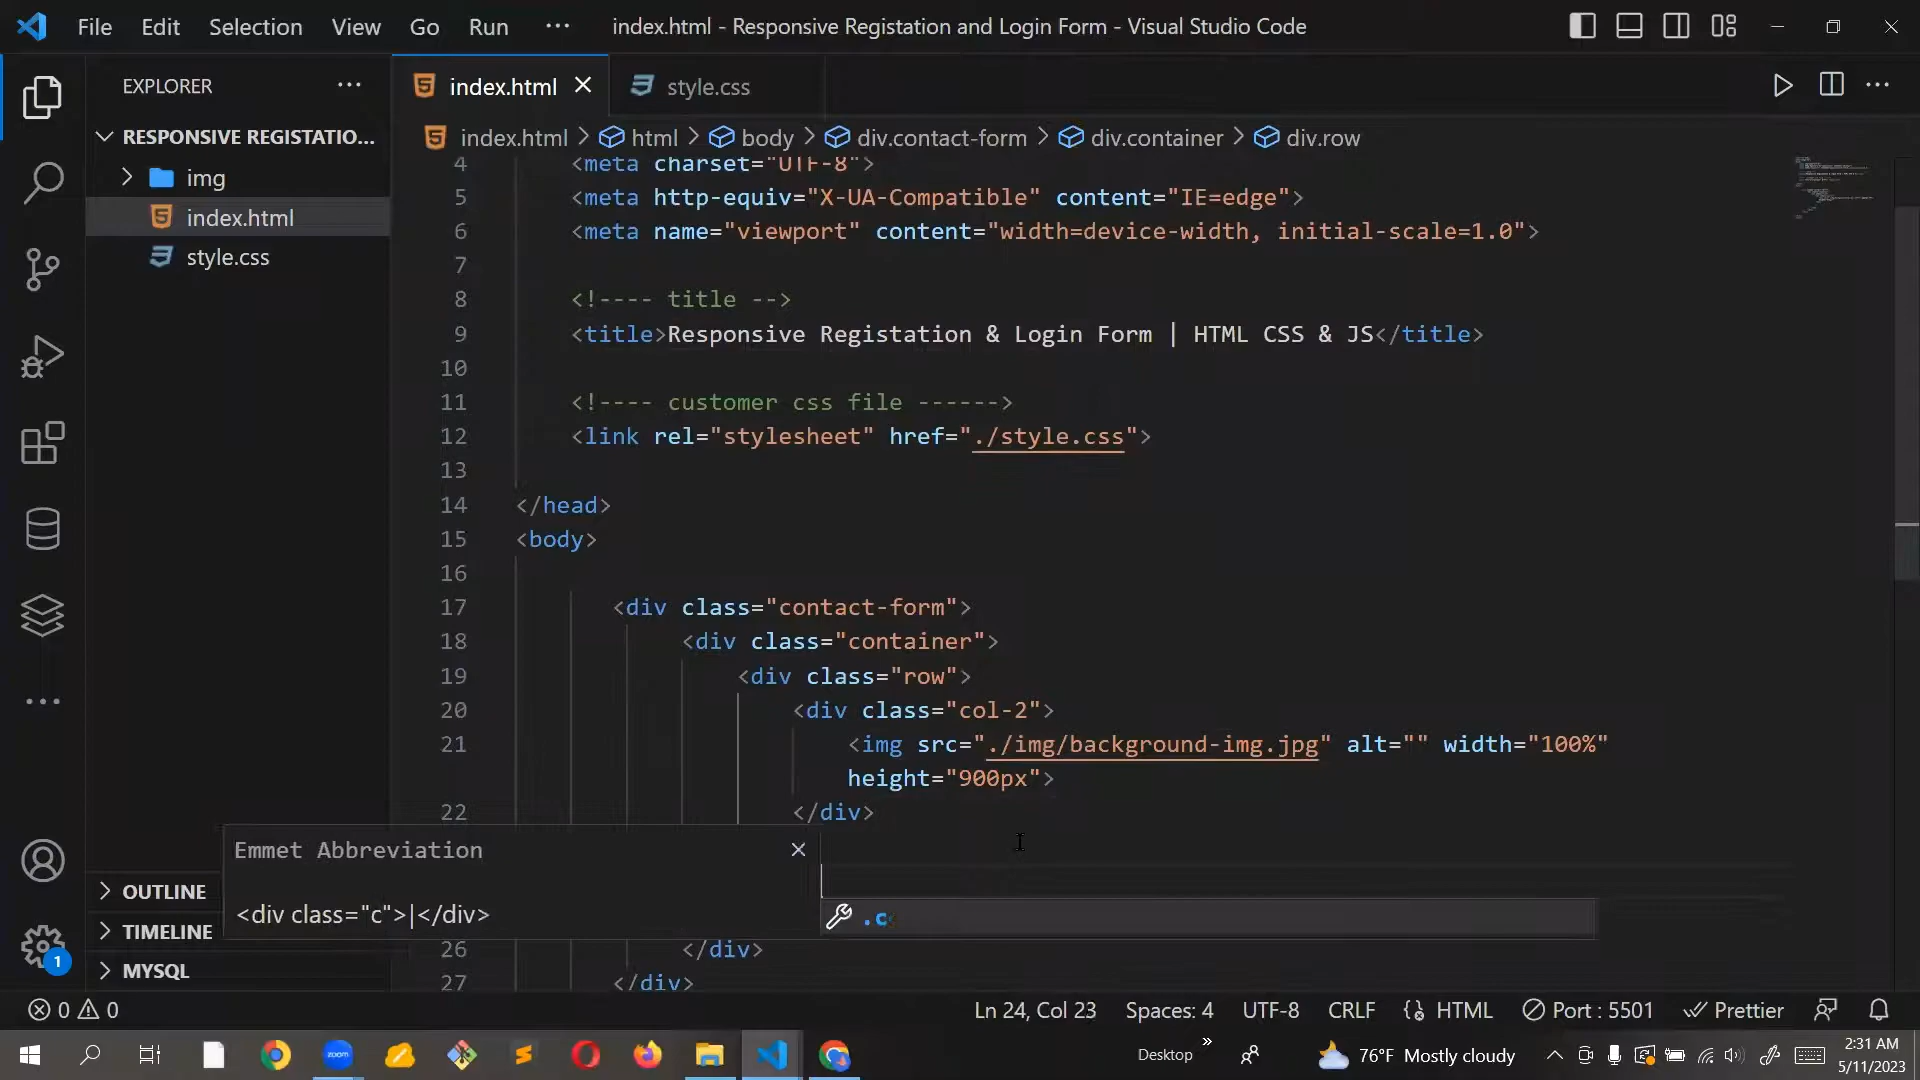 File Edit Selection View Go Run ··· index.html - Responsive Registation and Login Form - Visual Studio Code
EXPLORER ···
index.html style.css
RESPONSIVE REGISTATIO...
img
index.html
style.css
index.html > html > body > div.contact-form > div.container > div.row
4 <meta charset="UTF-8">
5 <meta http-equiv="X-UA-Compatible" content="IE=edge">
6 <meta name="viewport" content="width=device-width, initial-scale=1.0">
7
8 <!---- title -->
9 <title>Responsive Registation & Login Form | HTML CSS & JS</title>
10
11 <!---- customer css file ------>
12 <link rel="stylesheet" href="./style.css">
13
14 </head>
15 <body>
16
17 <div class="contact-form">
18 <div class="container">
19 <div class="row">
20 <div class="col-2">
21 <img src="./img/background-img.jpg" alt="" width="100%"
height="900px">
22 </div>
Emmet Abbreviation
<div class="c">|</div>
.c
26 </div>
27 </div>
OUTLINE
TIMELINE
MYSQL
1
0 0 Ln 24, Col 23 Spaces: 4 UTF-8 CRLF HTML Port : 5501 Prettier
zoom
Desktop » 76°F Mostly cloudy 2:31 AM
5/11/2023